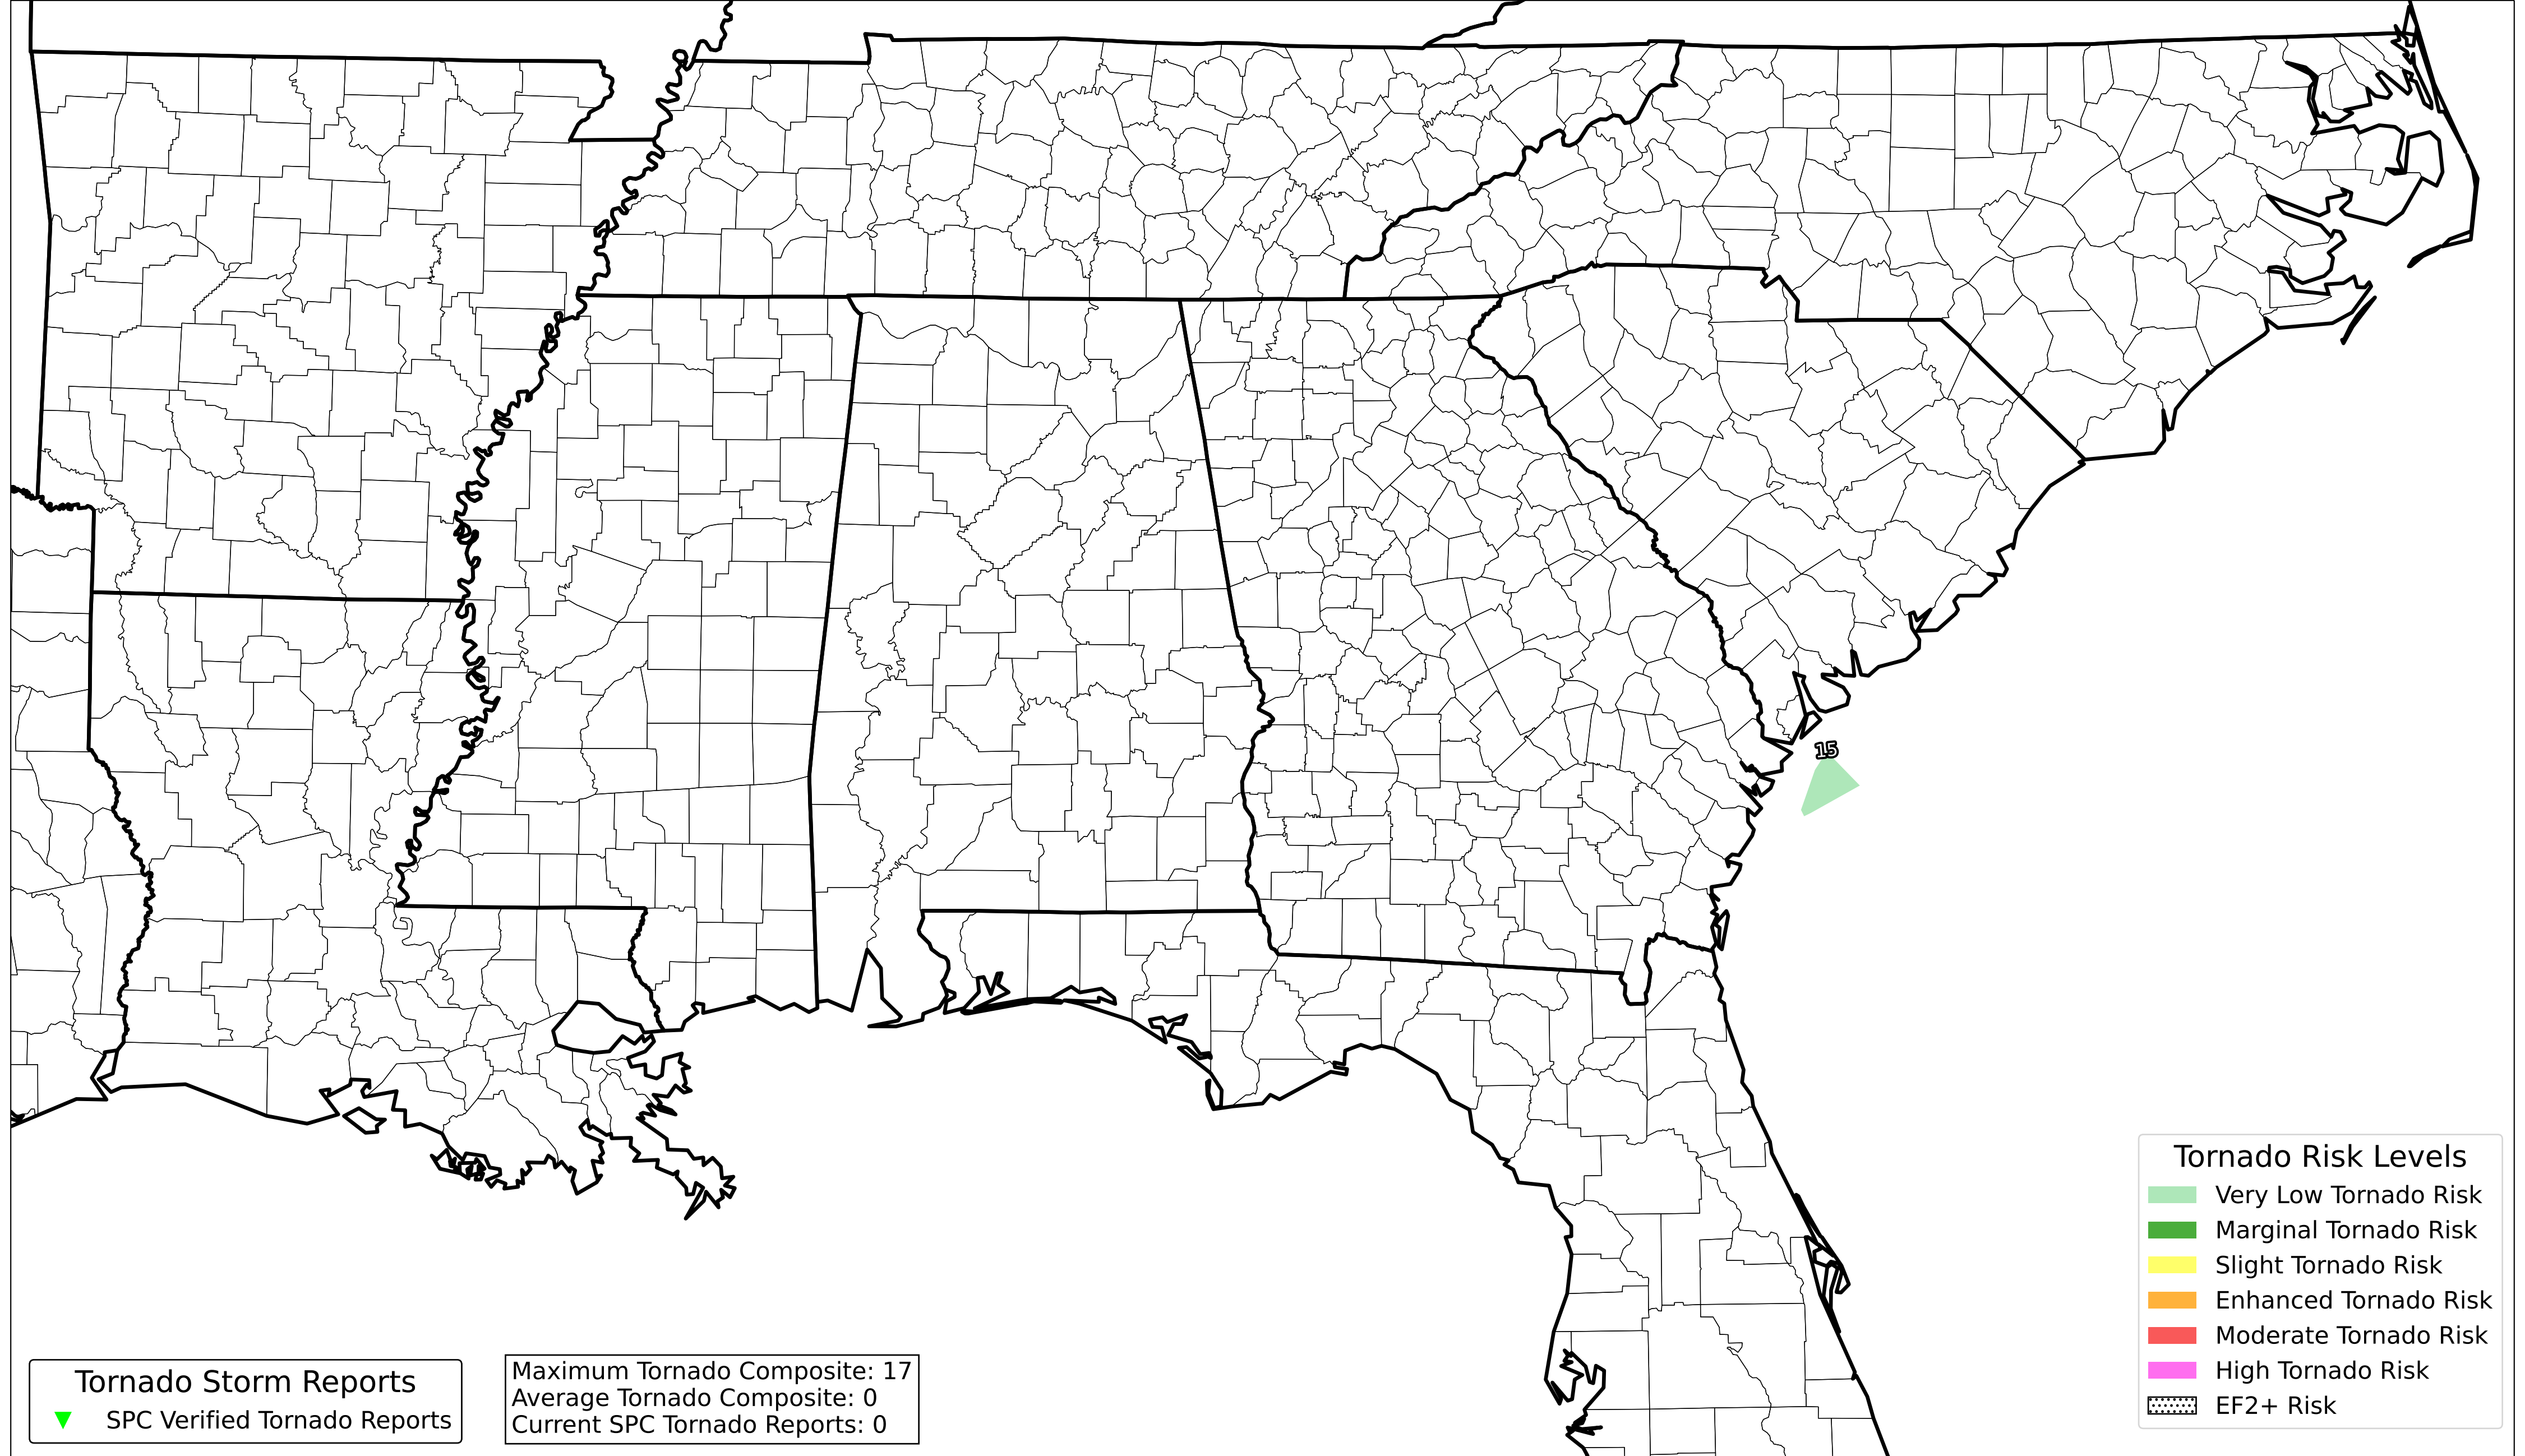 15
Tornado Risk Levels
Very Low Tornado Risk
Marginal Tornado Risk
Slight Tornado Risk
Enhanced Tornado Risk
Moderate Tornado Risk
High Tornado Risk
EF2+ Risk
Tornado Storm Reports
SPC Verified Tornado Reports
Maximum Tornado Composite: 17
Average Tornado Composite: 0
Current SPC Tornado Reports: 0